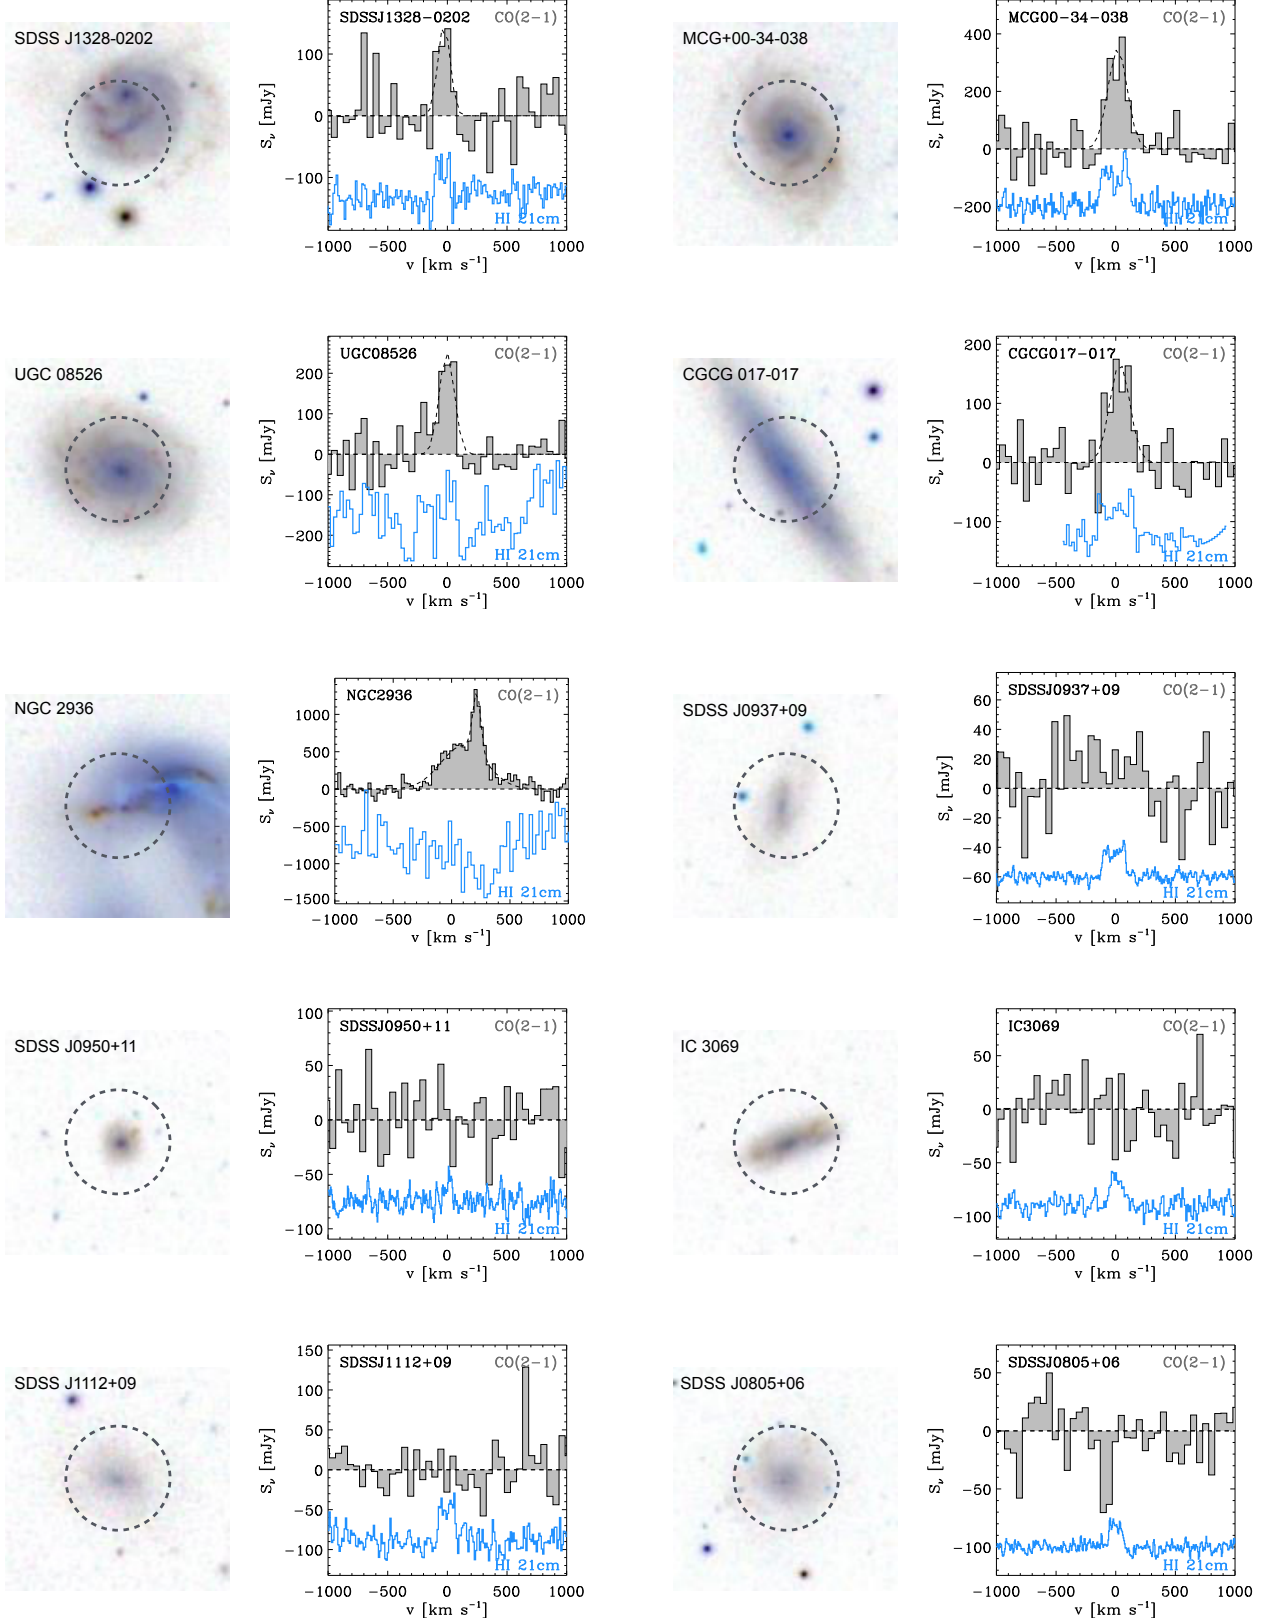 SDSS J1328-0202
SDSSJ1328-0202 CO(2-1)
100
0
-100
Sν [mJy]
HI 21cm
-1000 -500 0 500 1000
v [km s⁻¹]
MCG+00-34-038
MCG00-34-038 CO(2-1)
400
200
0
-200
Sν [mJy]
HI 21cm
-1000 -500 0 500 1000
v [km s⁻¹]
UGC 08526
UGC08526 CO(2-1)
200
100
0
-100
-200
Sν [mJy]
HI 21cm
-1000 -500 0 500 1000
v [km s⁻¹]
CGCG 017-017
CGCG017-017 CO(2-1)
200
100
0
-100
Sν [mJy]
HI 21cm
-1000 -500 0 500 1000
v [km s⁻¹]
NGC 2936
NGC2936 CO(2-1)
1000
500
0
-500
-1000
-1500
Sν [mJy]
HI 21cm
-1000 -500 0 500 1000
v [km s⁻¹]
SDSS J0937+09
SDSSJ0937+09 CO(2-1)
60
40
20
0
-20
-40
-60
Sν [mJy]
HI 21cm
-1000 -500 0 500 1000
v [km s⁻¹]
SDSS J0950+11
SDSSJ0950+11 CO(2-1)
100
50
0
-50
-100
Sν [mJy]
HI 21cm
-1000 -500 0 500 1000
v [km s⁻¹]
IC 3069
IC3069 CO(2-1)
50
0
-50
-100
Sν [mJy]
HI 21cm
-1000 -500 0 500 1000
v [km s⁻¹]
SDSS J1112+09
SDSSJ1112+09 CO(2-1)
150
100
50
0
-50
-100
Sν [mJy]
HI 21cm
-1000 -500 0 500 1000
v [km s⁻¹]
SDSS J0805+06
SDSSJ0805+06 CO(2-1)
50
0
-50
-100
Sν [mJy]
HI 21cm
-1000 -500 0 500 1000
v [km s⁻¹]